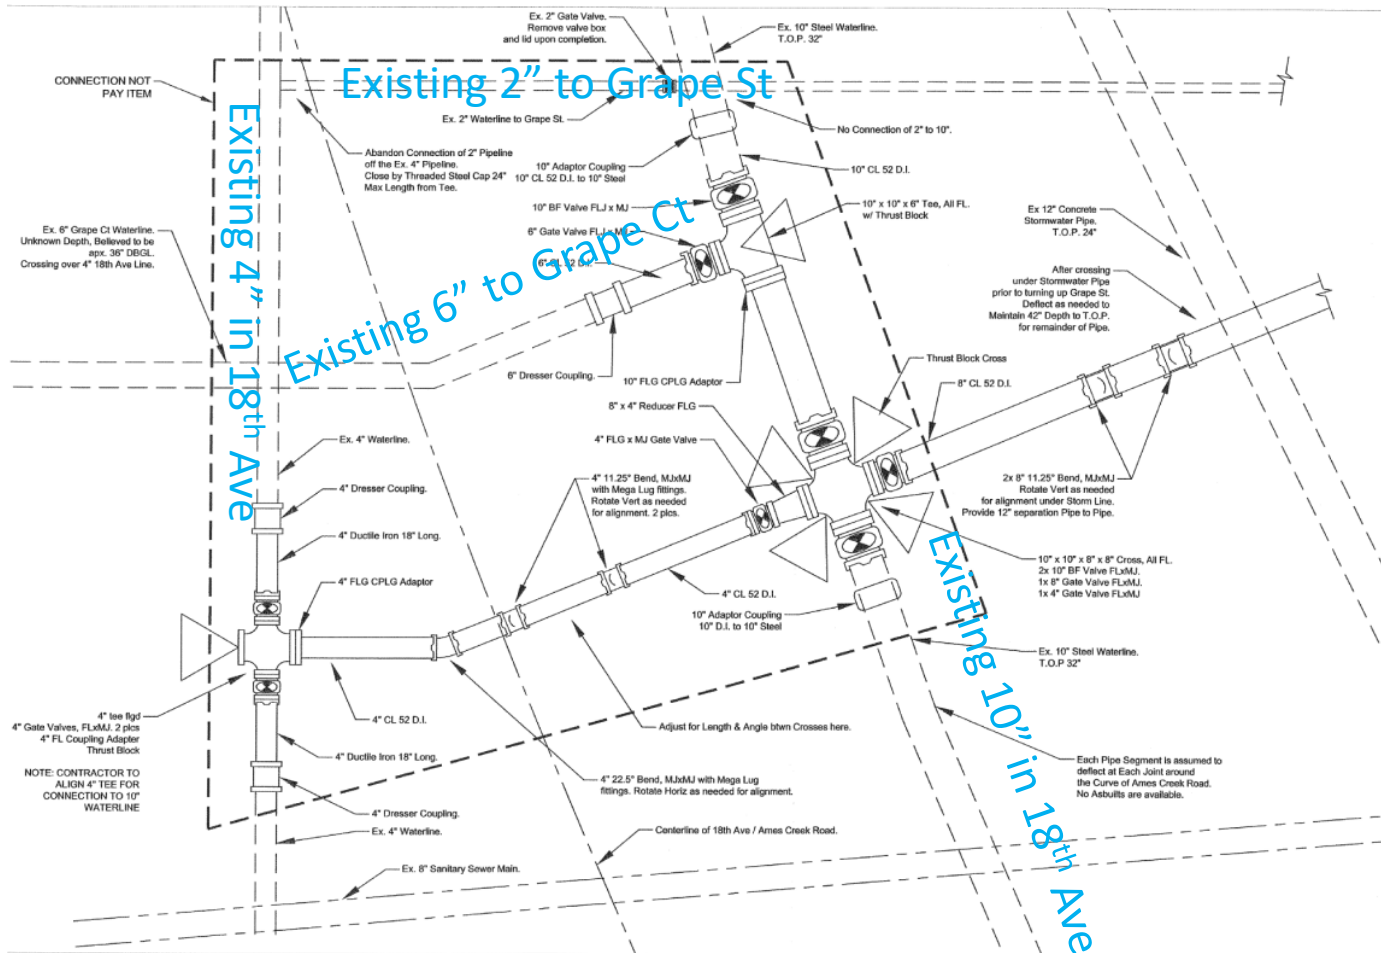 Ex. 2" Gate Valve.
Remove valve box
and lid upon completion.
Ex. 10" Steel Waterline.
T.O.P. 32"
CONNECTION NOT
PAY ITEM
Existing 2” to Grape St
Ex. 2" Waterline to Grape St.
No Connection of 2" to 10".
Existing 4” in 18th Ave
Abandon Connection of 2" Pipeline
off the Ex. 4" Pipeline.
Close by Threaded Steel Cap 24"
Max Length from Tee.
10" Adaptor Coupling
10" CL 52 D.I. to 10" Steel
10" CL 52 D.I.
10" BF Valve FLJ x MJ
10" x 10" x 6" Tee, All FL.
w/ Thrust Block
Ex 12" Concrete
Stormwater Pipe.
T.O.P. 24"
Ex. 6" Grape Ct Waterline.
Unknown Depth, Believed to be
apx. 36" DBGL.
Crossing over 4" 18th Ave Line.
6" Gate Valve FLJ x MJ
6" CL 52 D.I.
Existing 6” to Grape Ct
After crossing
under Stormwater Pipe
prior to turning up Grape St.
Deflect as needed to
Maintain 42" Depth to T.O.P.
for remainder of Pipe.
6" Dresser Coupling.
10" FLG CPLG Adaptor
Thrust Block Cross
8" CL 52 D.I.
8" x 4" Reducer FLG
Ex. 4" Waterline.
4" FLG x MJ Gate Valve
4" 11.25" Bend, MJxMJ
with Mega Lug fittings.
Rotate Vert as needed
for alignment. 2 plcs.
2x 8" 11.25" Bend, MJxMJ
Rotate Vert as needed
for alignment under Storm Line.
Provide 12" separation Pipe to Pipe.
4" Dresser Coupling.
4" Ductile Iron 18" Long.
4" FLG CPLG Adaptor
4" CL 52 D.I.
10" x 10" x 8" x 8" Cross, All FL.
2x 10" BF Valve FLxMJ.
1x 8" Gate Valve FLxMJ.
1x 4" Gate Valve FLxMJ
10" Adaptor Coupling
10" D.I. to 10" Steel
Existing 10” in 18th Ave
Ex. 10" Steel Waterline.
T.O.P 32"
4" tee flgd
4" Gate Valves, FLxMJ. 2 plcs
4" FL Coupling Adapter
Thrust Block
4" CL 52 D.I.
Adjust for Length & Angle btwn Crosses here.
4" Ductile Iron 18" Long.
NOTE: CONTRACTOR TO
ALIGN 4" TEE FOR
CONNECTION TO 10"
WATERLINE
4" 22.5" Bend, MJxMJ with Mega Lug
fittings. Rotate Horiz as needed for alignment.
Each Pipe Segment is assumed to
deflect at Each Joint around
the Curve of Ames Creek Road.
No Asbuilts are available.
4" Dresser Coupling.
Ex. 4" Waterline.
Centerline of 18th Ave / Ames Creek Road.
Ex. 8" Sanitary Sewer Main.